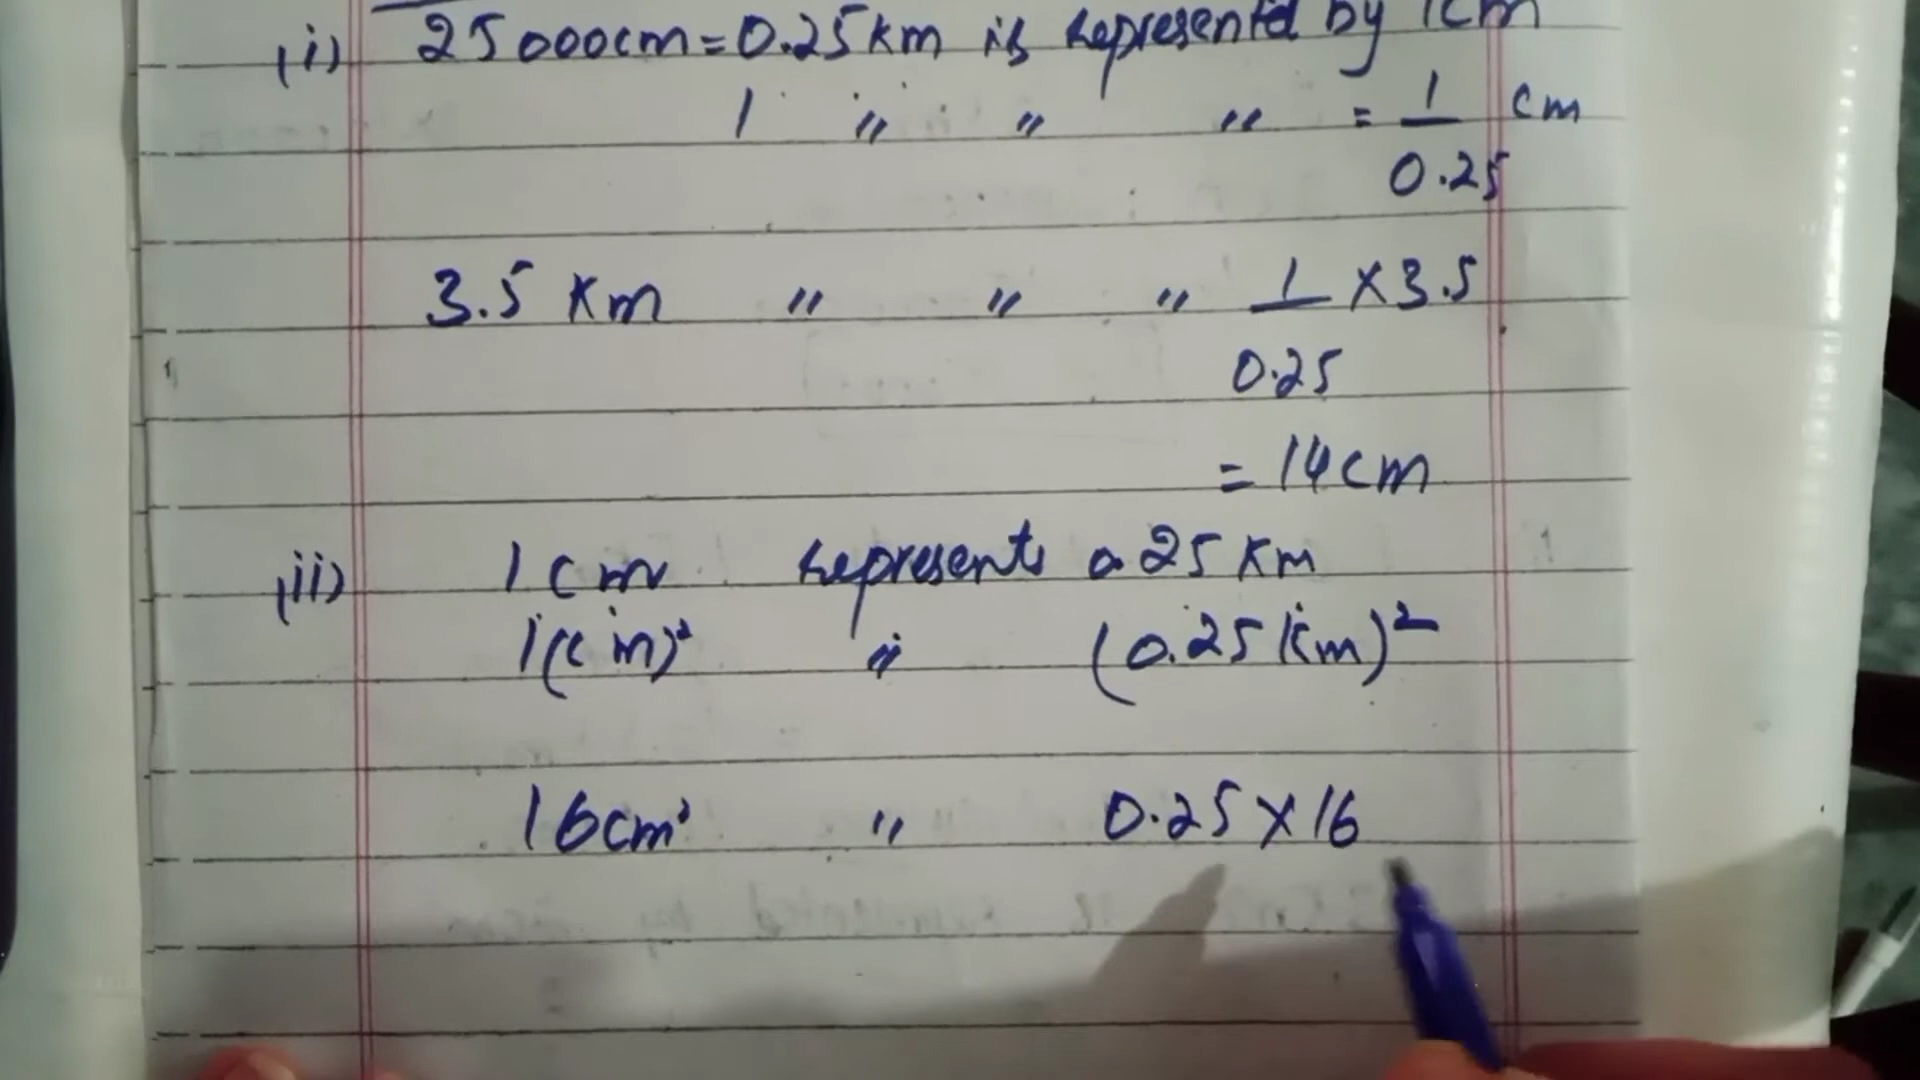 (i) 25000cm = 0.25km is represented by 1cm
1 " " " = 1/0.25 cm
3.5 km " " " 1/0.25 × 3.5
= 14cm
(ii) 1 cm represents 0.25 km
1(cm)² " (0.25 km)²
16cm² " 0.25 × 16